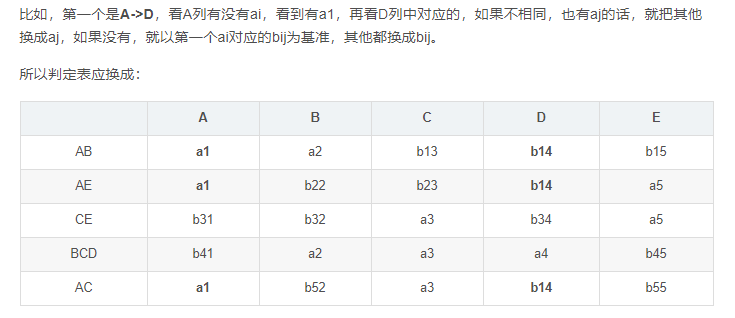 比如，第一个是A->D，看A列有没有ai，看到有a1，再看D列中对应的，如果不相同，也有aj的话，就把其他
换成aj，如果没有，就以第一个ai对应的bij为基准，其他都换成bij。
所以判定表应换成：
A B C D E
AB a1 a2 b13 b14 b15
AE a1 b22 b23 b14 a5
CE b31 b32 a3 b34 a5
BCD b41 a2 a3 a4 b45
AC a1 b52 a3 b14 b55